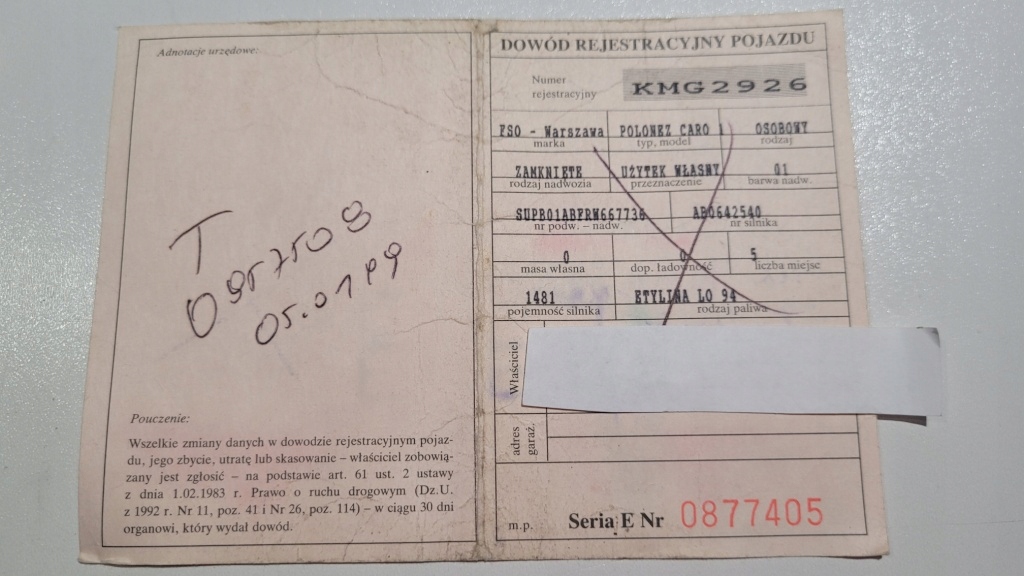 Adnotacje urzędowe:
T
0957508
Pouczenie:
Wszelkie zmiany danych w dowodzie rejestracyjnym pojaz-
du, jego zbycie, utratę lub skasowanie – właściciel zobowią-
zany jest zgłosić – na podstawie art. 61 ust. 2 ustawy
z dnia 1.02.1983 r. Prawo o ruchu drogowym (Dz.U.
z 1992 r. Nr 11, poz. 41 i Nr 26, poz. 114) – w ciągu 30 dni
organowi, który wydał dowód.
DOWÓD REJESTRACYJNY POJAZDU
Numer
rejestracyjny
KMG2926
FSO - Warszawa POLONEZ CARO OSOBOWY
marka typ, model rodzaj
ZAMKNIĘTE UŻYTEK WŁASNY 01
rodzaj nadwozia przeznaczenie barwa nadw.
SUPB01ABERW667736 AB0642540
nr podw. – nadw. nr silnika
0 0 5
masa własna dop. ładowność liczba miejsc
1481 ETYLINA LO 94
pojemność silnika rodzaj paliwa
Właściciel
adres
garaż.
m.p. Seria E Nr 0877405